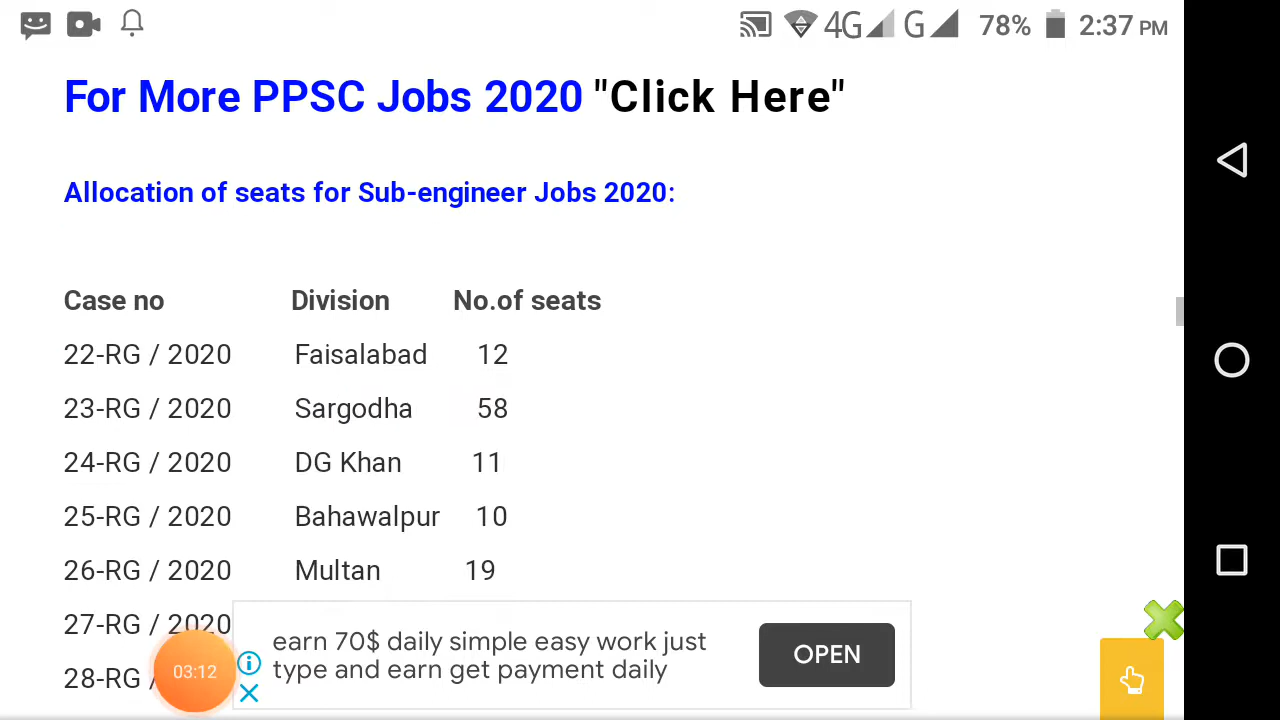 4G G 78% 2:37 PM
For More PPSC Jobs 2020 "Click Here"
Allocation of seats for Sub-engineer Jobs 2020:
Case no Division No.of seats
22-RG / 2020 Faisalabad 12
23-RG / 2020 Sargodha 58
24-RG / 2020 DG Khan 11
25-RG / 2020 Bahawalpur 10
26-RG / 2020 Multan 19
27-RG / 2020
28-RG /
03:12
earn 70$ daily simple easy work just
type and earn get payment daily
OPEN